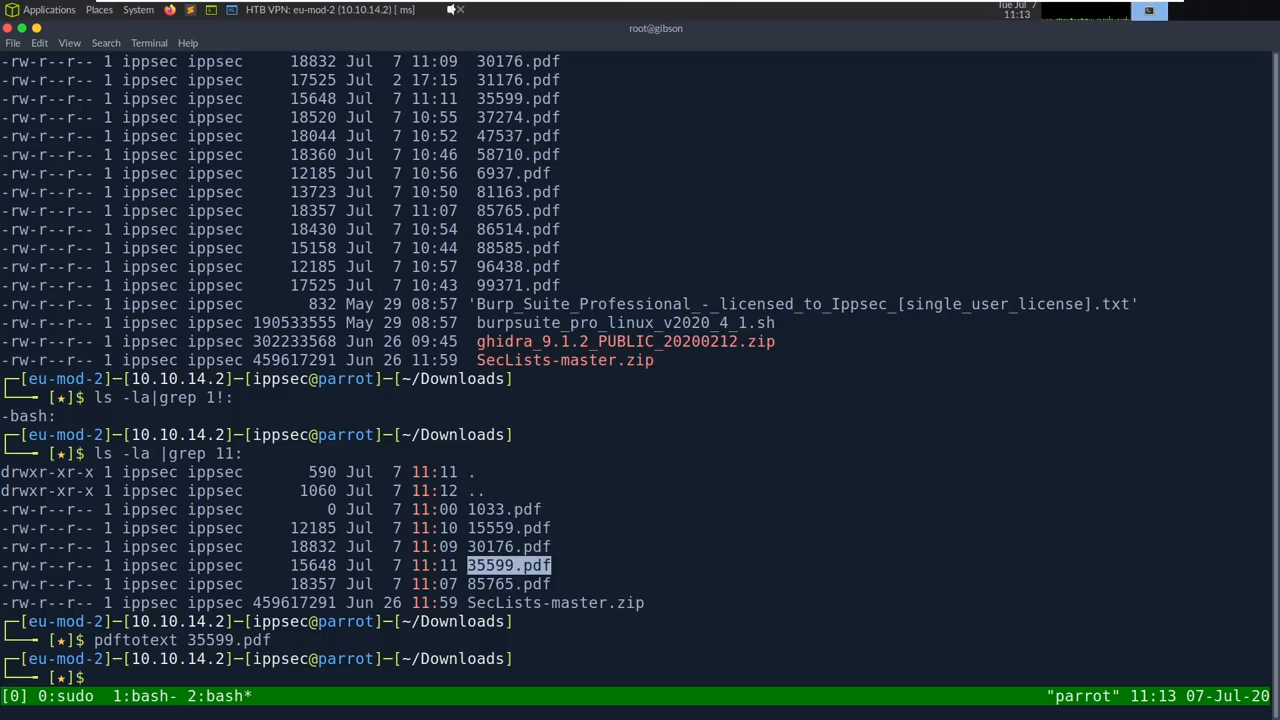 Applications Places System HTB VPN: eu-mod-2 (10.10.14.2) [ ms]
Tue Jul 7
11:13
root@gibson
File Edit View Search Terminal Help
-rw-r--r-- 1 ippsec ippsec 18832 Jul 7 11:09 30176.pdf
-rw-r--r-- 1 ippsec ippsec 17525 Jul 2 17:15 31176.pdf
-rw-r--r-- 1 ippsec ippsec 15648 Jul 7 11:11 35599.pdf
-rw-r--r-- 1 ippsec ippsec 18520 Jul 7 10:55 37274.pdf
-rw-r--r-- 1 ippsec ippsec 18044 Jul 7 10:52 47537.pdf
-rw-r--r-- 1 ippsec ippsec 18360 Jul 7 10:46 58710.pdf
-rw-r--r-- 1 ippsec ippsec 12185 Jul 7 10:56 6937.pdf
-rw-r--r-- 1 ippsec ippsec 13723 Jul 7 10:50 81163.pdf
-rw-r--r-- 1 ippsec ippsec 18357 Jul 7 11:07 85765.pdf
-rw-r--r-- 1 ippsec ippsec 18430 Jul 7 10:54 86514.pdf
-rw-r--r-- 1 ippsec ippsec 15158 Jul 7 10:44 88585.pdf
-rw-r--r-- 1 ippsec ippsec 12185 Jul 7 10:57 96438.pdf
-rw-r--r-- 1 ippsec ippsec 17525 Jul 7 10:43 99371.pdf
-rw-r--r-- 1 ippsec ippsec 832 May 29 08:57 'Burp_Suite_Professional_-_licensed_to_Ippsec_[single_user_license].txt'
-rw-r--r-- 1 ippsec ippsec 190533555 May 29 08:57 burpsuite_pro_linux_v2020_4_1.sh
-rw-r--r-- 1 ippsec ippsec 302233568 Jun 26 09:45 ghidra_9.1.2_PUBLIC_20200212.zip
-rw-r--r-- 1 ippsec ippsec 459617291 Jun 26 11:59 SecLists-master.zip
┌─[eu-mod-2]─[10.10.14.2]─[ippsec@parrot]─[~/Downloads]
└──╼ [★]$ ls -la|grep 1!:
-bash:
┌─[eu-mod-2]─[10.10.14.2]─[ippsec@parrot]─[~/Downloads]
└──╼ [★]$ ls -la |grep 11:
drwxr-xr-x 1 ippsec ippsec 590 Jul 7 11:11 .
drwxr-xr-x 1 ippsec ippsec 1060 Jul 7 11:12 ..
-rw-r--r-- 1 ippsec ippsec 0 Jul 7 11:00 1033.pdf
-rw-r--r-- 1 ippsec ippsec 12185 Jul 7 11:10 15559.pdf
-rw-r--r-- 1 ippsec ippsec 18832 Jul 7 11:09 30176.pdf
-rw-r--r-- 1 ippsec ippsec 15648 Jul 7 11:11 35599.pdf
-rw-r--r-- 1 ippsec ippsec 18357 Jul 7 11:07 85765.pdf
-rw-r--r-- 1 ippsec ippsec 459617291 Jun 26 11:59 SecLists-master.zip
┌─[eu-mod-2]─[10.10.14.2]─[ippsec@parrot]─[~/Downloads]
└──╼ [★]$ pdftotext 35599.pdf
┌─[eu-mod-2]─[10.10.14.2]─[ippsec@parrot]─[~/Downloads]
└──╼ [★]$
[0] 0:sudo 1:bash- 2:bash* "parrot" 11:13 07-Jul-20